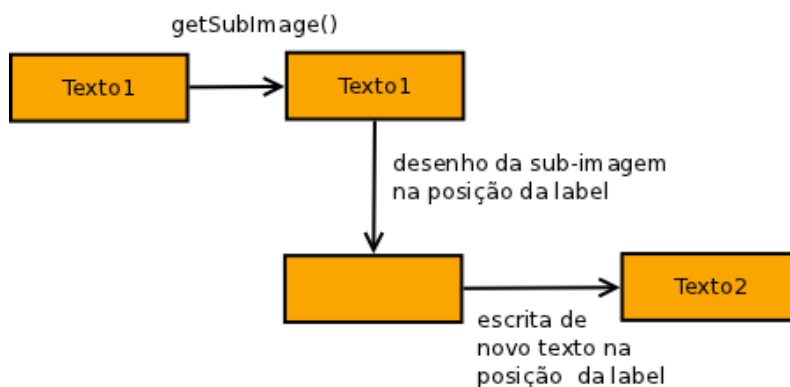 getSubImage()
Texto1
Texto1
desenho da sub-imagem
na posição da label
Texto2
escrita de
novo texto na
posição da label